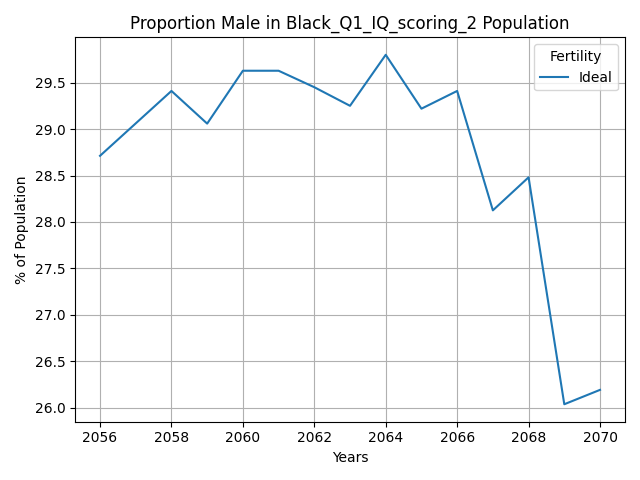 Proportion Male in Black_Q1_IQ_scoring_2 Population
Fertility
Ideal
% of Population
29.5
29.0
28.5
28.0
27.5
27.0
26.5
26.0
2056 2058 2060 2062 2064 2066 2068 2070
Years